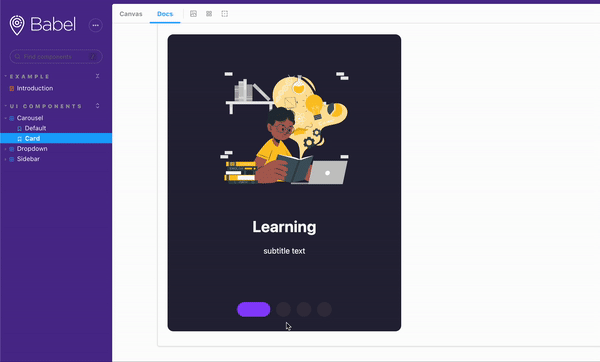 Babel
Canvas
Docs
Find components
/
EXAMPLE
Introduction
UI COMPONENTS
Carousel
Default
Card
Dropdown
Sidebar
Learning
subtitle text